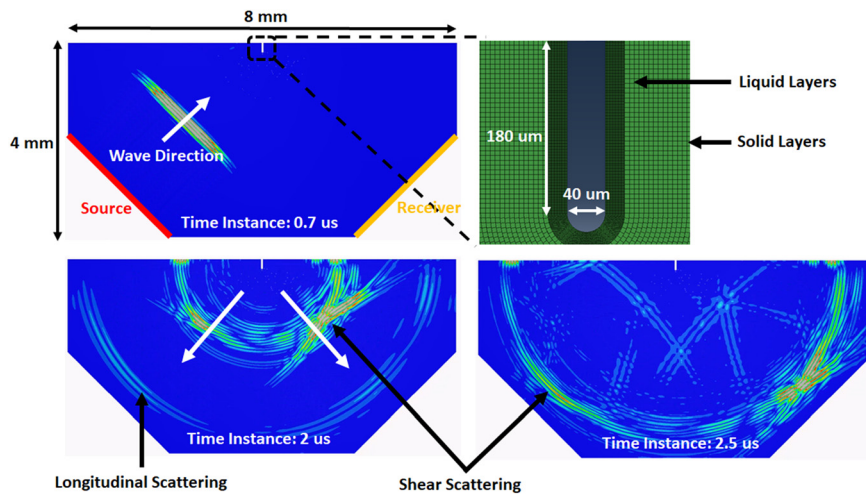 8 mm
4 mm
Wave Direction
Source
Receiver
Time Instance: 0.7 us
180 um
40 um
Liquid Layers
Solid Layers
Time Instance: 2 us
Time Instance: 2.5 us
Longitudinal Scattering
Shear Scattering